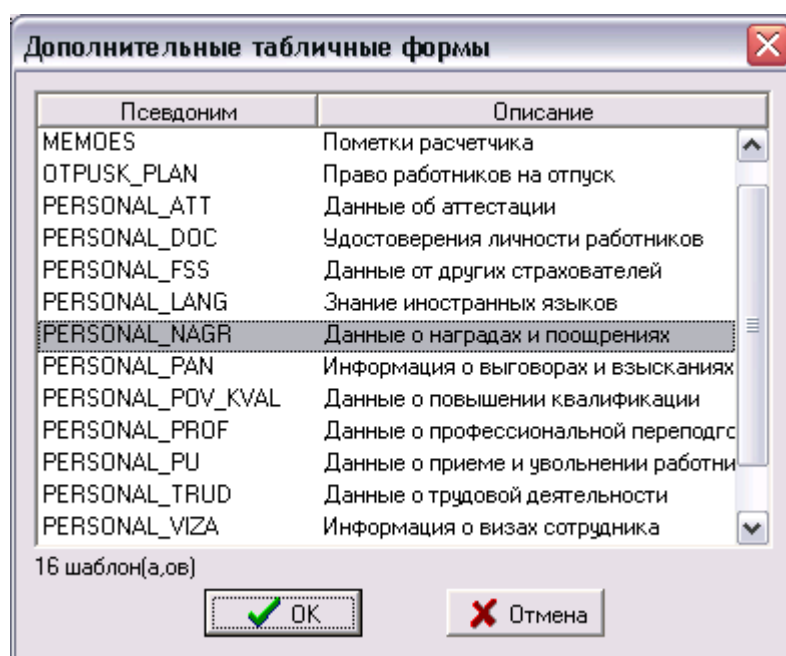 Дополнительные табличные формы
Псевдоним Описание
MEMOES Пометки расчетчика
OTPUSK_PLAN Право работников на отпуск
PERSONAL_ATT Данные об аттестации
PERSONAL_DOC Удостоверения личности работников
PERSONAL_FSS Данные от других страхователей
PERSONAL_LANG Знание иностранных языков
PERSONAL_NAGR Данные о наградах и поощрениях
PERSONAL_PAN Информация о выговорах и взысканиях
PERSONAL_POV_KVAL Данные о повышении квалификации
PERSONAL_PROF Данные о профессиональной переподго
PERSONAL_PU Данные о приеме и увольнении работни
PERSONAL_TRUD Данные о трудовой деятельности
PERSONAL_VIZA Информация о визах сотрудника
16 шаблон(а,ов)
OK Отмена